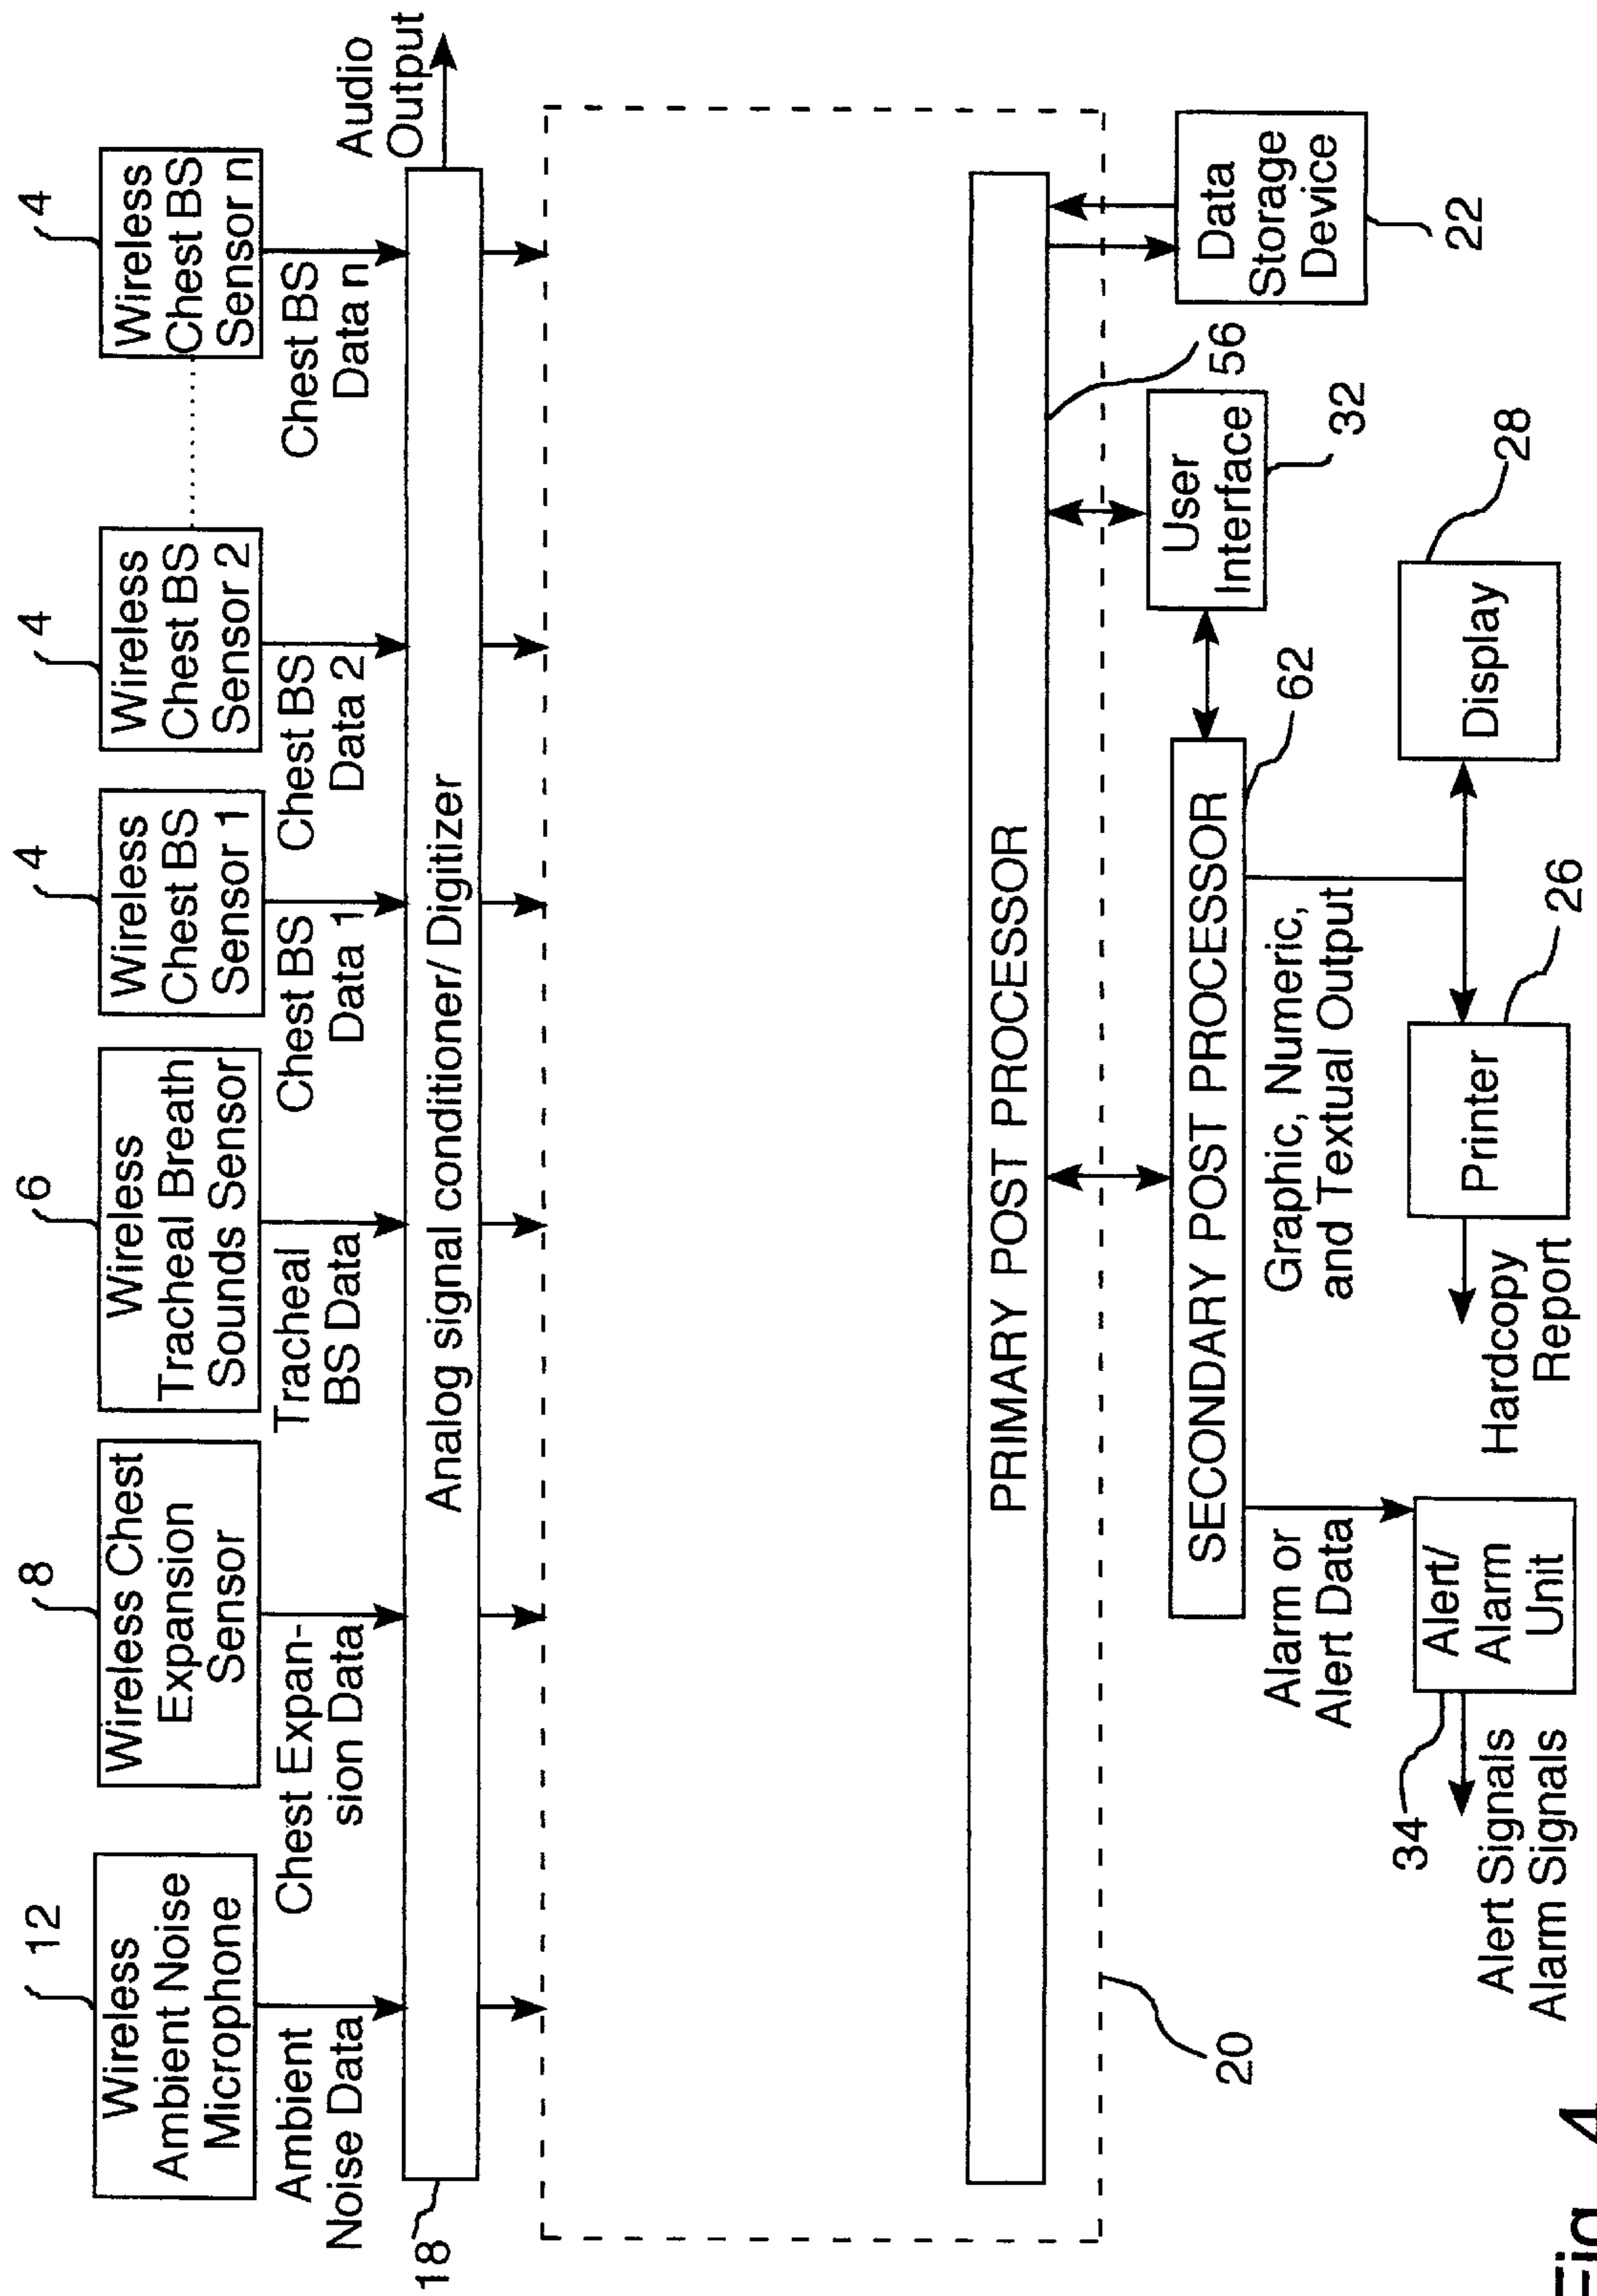 12
8
6
4
4
4
Wireless
Ambient Noise
Microphone
Wireless Chest
Expansion
Sensor
Wireless
Tracheal Breath
Sounds Sensor
Wireless
Chest BS
Sensor 1
Wireless
Chest BS
Sensor 2
Wireless
Chest BS
Sensor n
Ambient
Noise Data
Chest Expan-
sion Data
Tracheal
BS Data
Chest BS
Data 1
Chest BS
Data 2
Chest BS
Data n
Audio
Output
18
Analog signal conditioner/ Digitizer
PRIMARY POST PROCESSOR
20
56
SECONDARY POST PROCESSOR
62
User
Interface
32
Data
Storage
Device
22
Alarm or
Alert Data
Graphic, Numeric,
and Textual Output
34
Alert/
Alarm
Unit
Alert Signals
Alarm Signals
Printer
26
Hardcopy
Report
Display
28
Fig. 4